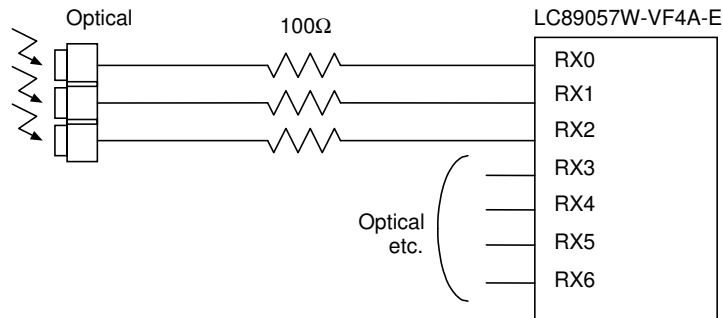 Optical
100Ω
LC89057W-VF4A-E
RX0
RX1
RX2
RX3
RX4
RX5
RX6
Optical
etc.